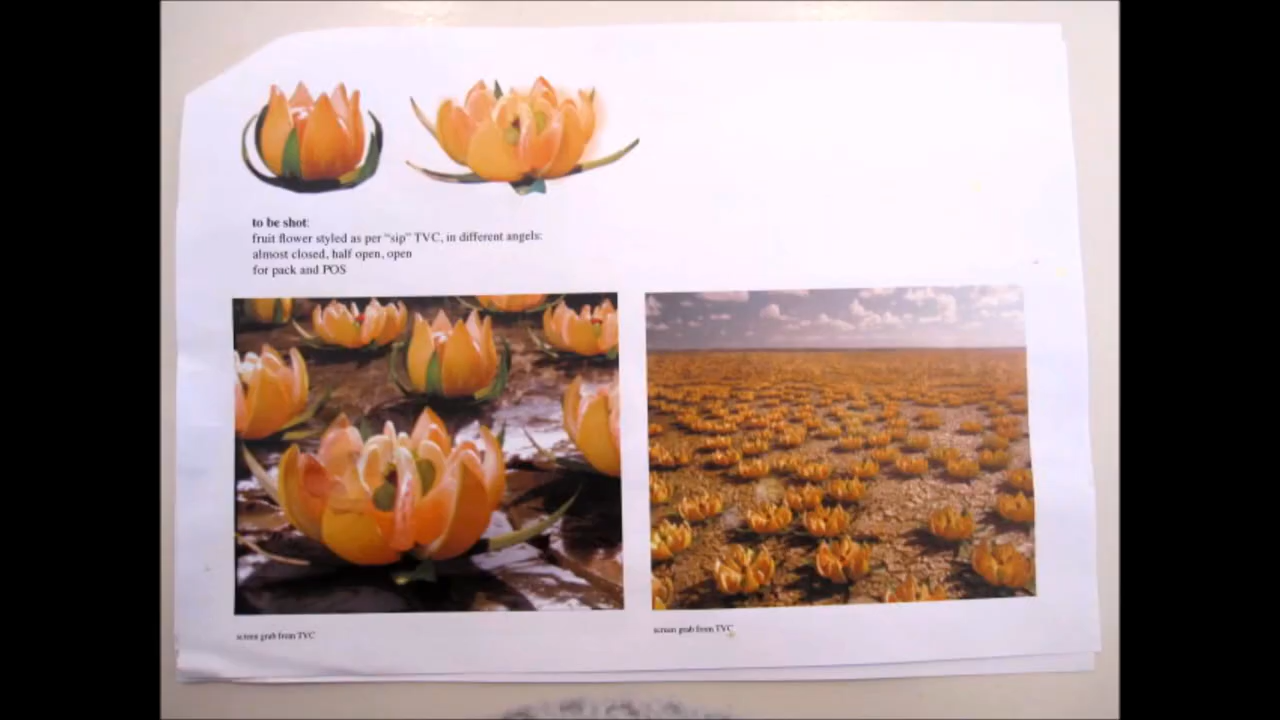 to be shot:
fruit flower styled as per "sip" TVC, in different angels:
almost closed, half open, open
for pack and POS
screen grab from TVC
screen grab from TVC